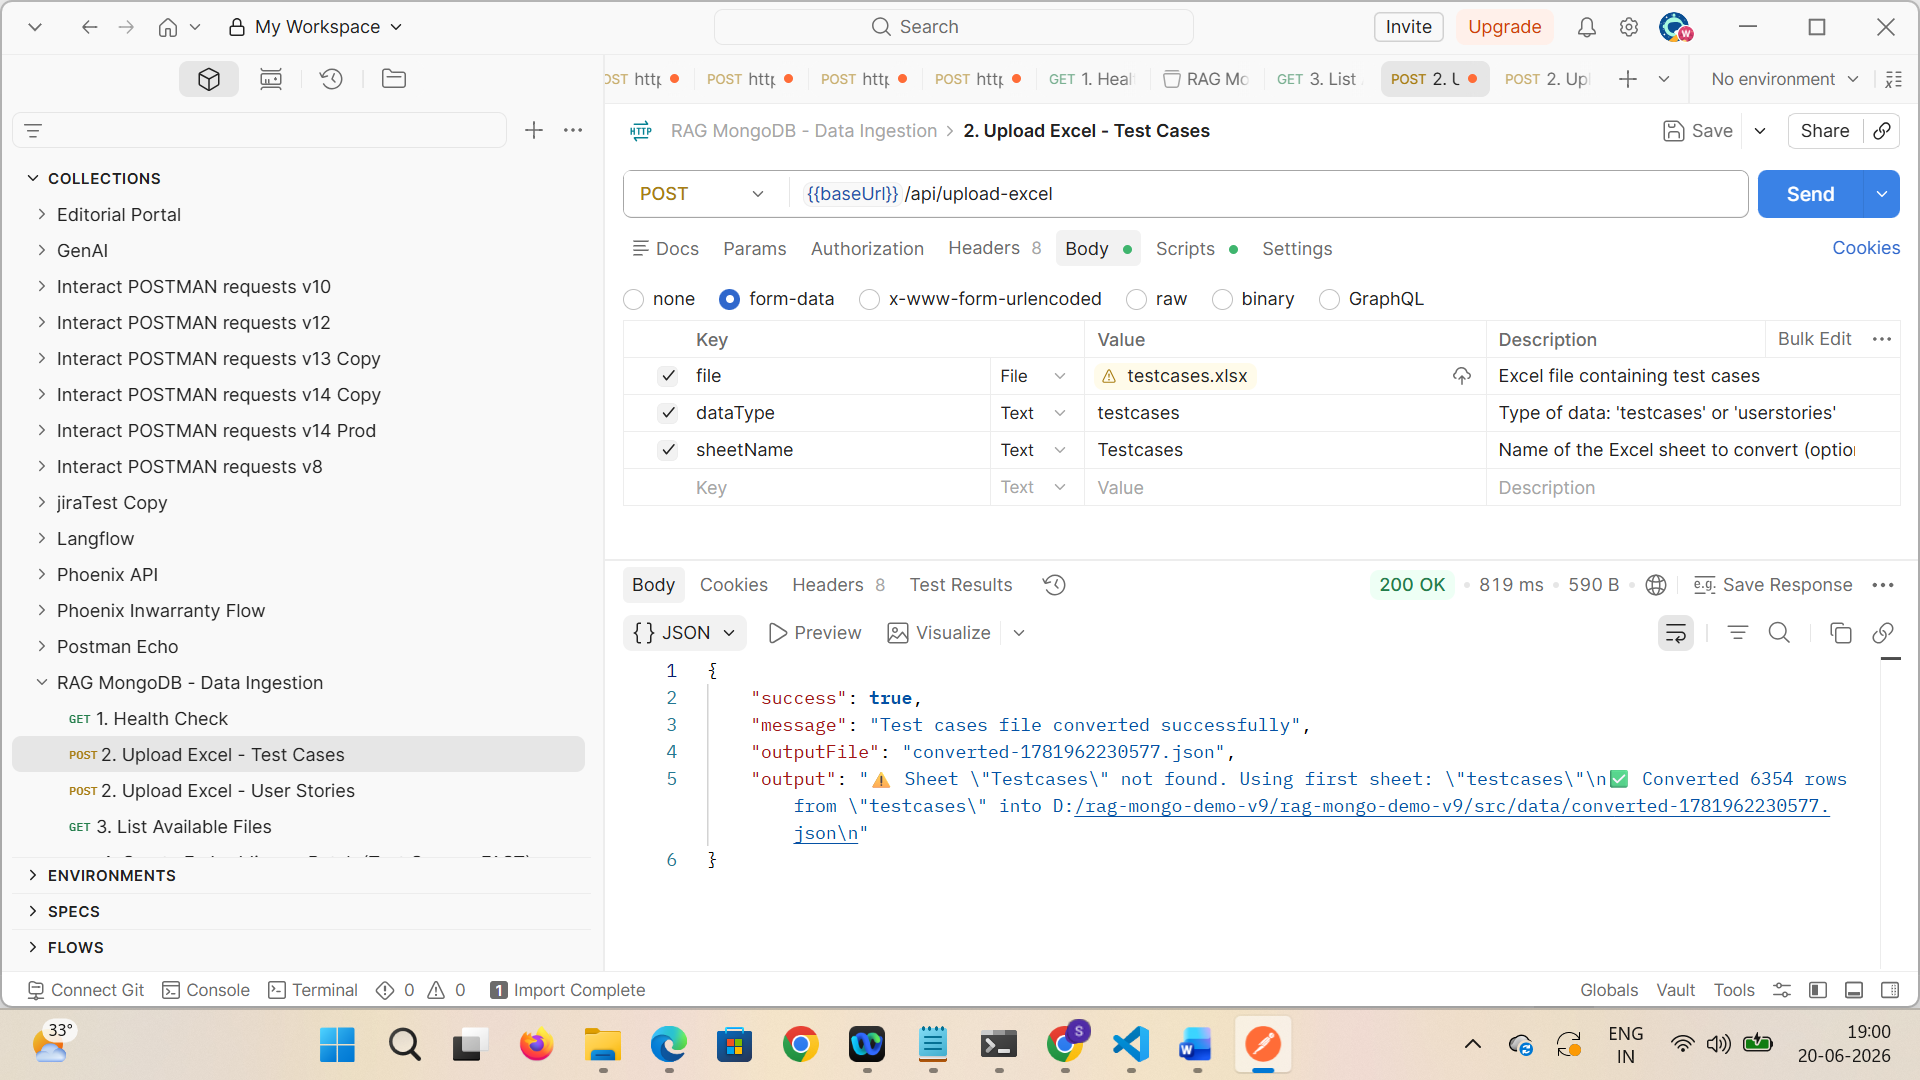 My Workspace
Search
Invite
Upgrade
POST http
POST http
POST http
GET 1. Heal
RAG Mo
GET 3. List
POST 2. U
POST 2. Upl
No environment
HTTP
RAG MongoDB - Data Ingestion > 2. Upload Excel - Test Cases
Save
Share
COLLECTIONS
Editorial Portal
GenAI
Interact POSTMAN requests v10
Interact POSTMAN requests v12
Interact POSTMAN requests v13 Copy
Interact POSTMAN requests v14 Copy
Interact POSTMAN requests v14 Prod
Interact POSTMAN requests v8
jiraTest Copy
Langflow
Phoenix API
Phoenix Inwarranty Flow
Postman Echo
RAG MongoDB - Data Ingestion
GET 1. Health Check
POST 2. Upload Excel - Test Cases
POST 2. Upload Excel - User Stories
GET 3. List Available Files
ENVIRONMENTS
SPECS
FLOWS
POST
{{baseUrl}} /api/upload-excel
Send
Docs
Params
Authorization
Headers 8
Body
Scripts
Settings
Cookies
none
form-data
x-www-form-urlencoded
raw
binary
GraphQL
Key
Value
Description
Bulk Edit
file
File
testcases.xlsx
Excel file containing test cases
dataType
Text
testcases
Type of data: 'testcases' or 'userstories'
sheetName
Text
Testcases
Name of the Excel sheet to convert (option
Key
Text
Value
Description
Body
Cookies
Headers 8
Test Results
200 OK
819 ms
590 B
e.g. Save Response
{} JSON
Preview
Visualize
1 {
2 "success": true,
3 "message": "Test cases file converted successfully",
4 "outputFile": "converted-1781962230577.json",
5 "output": "⚠️ Sheet \"Testcases\" not found. Using first sheet: \"testcases\"\n✅ Converted 6354 rows
from \"testcases\" into D:/rag-mongo-demo-v9/rag-mongo-demo-v9/src/data/converted-1781962230577.
json\n"
6 }
Connect Git
Console
Terminal
0
0
1 Import Complete
Globals
Vault
Tools
33°
ENG
IN
19:00
20-06-2026